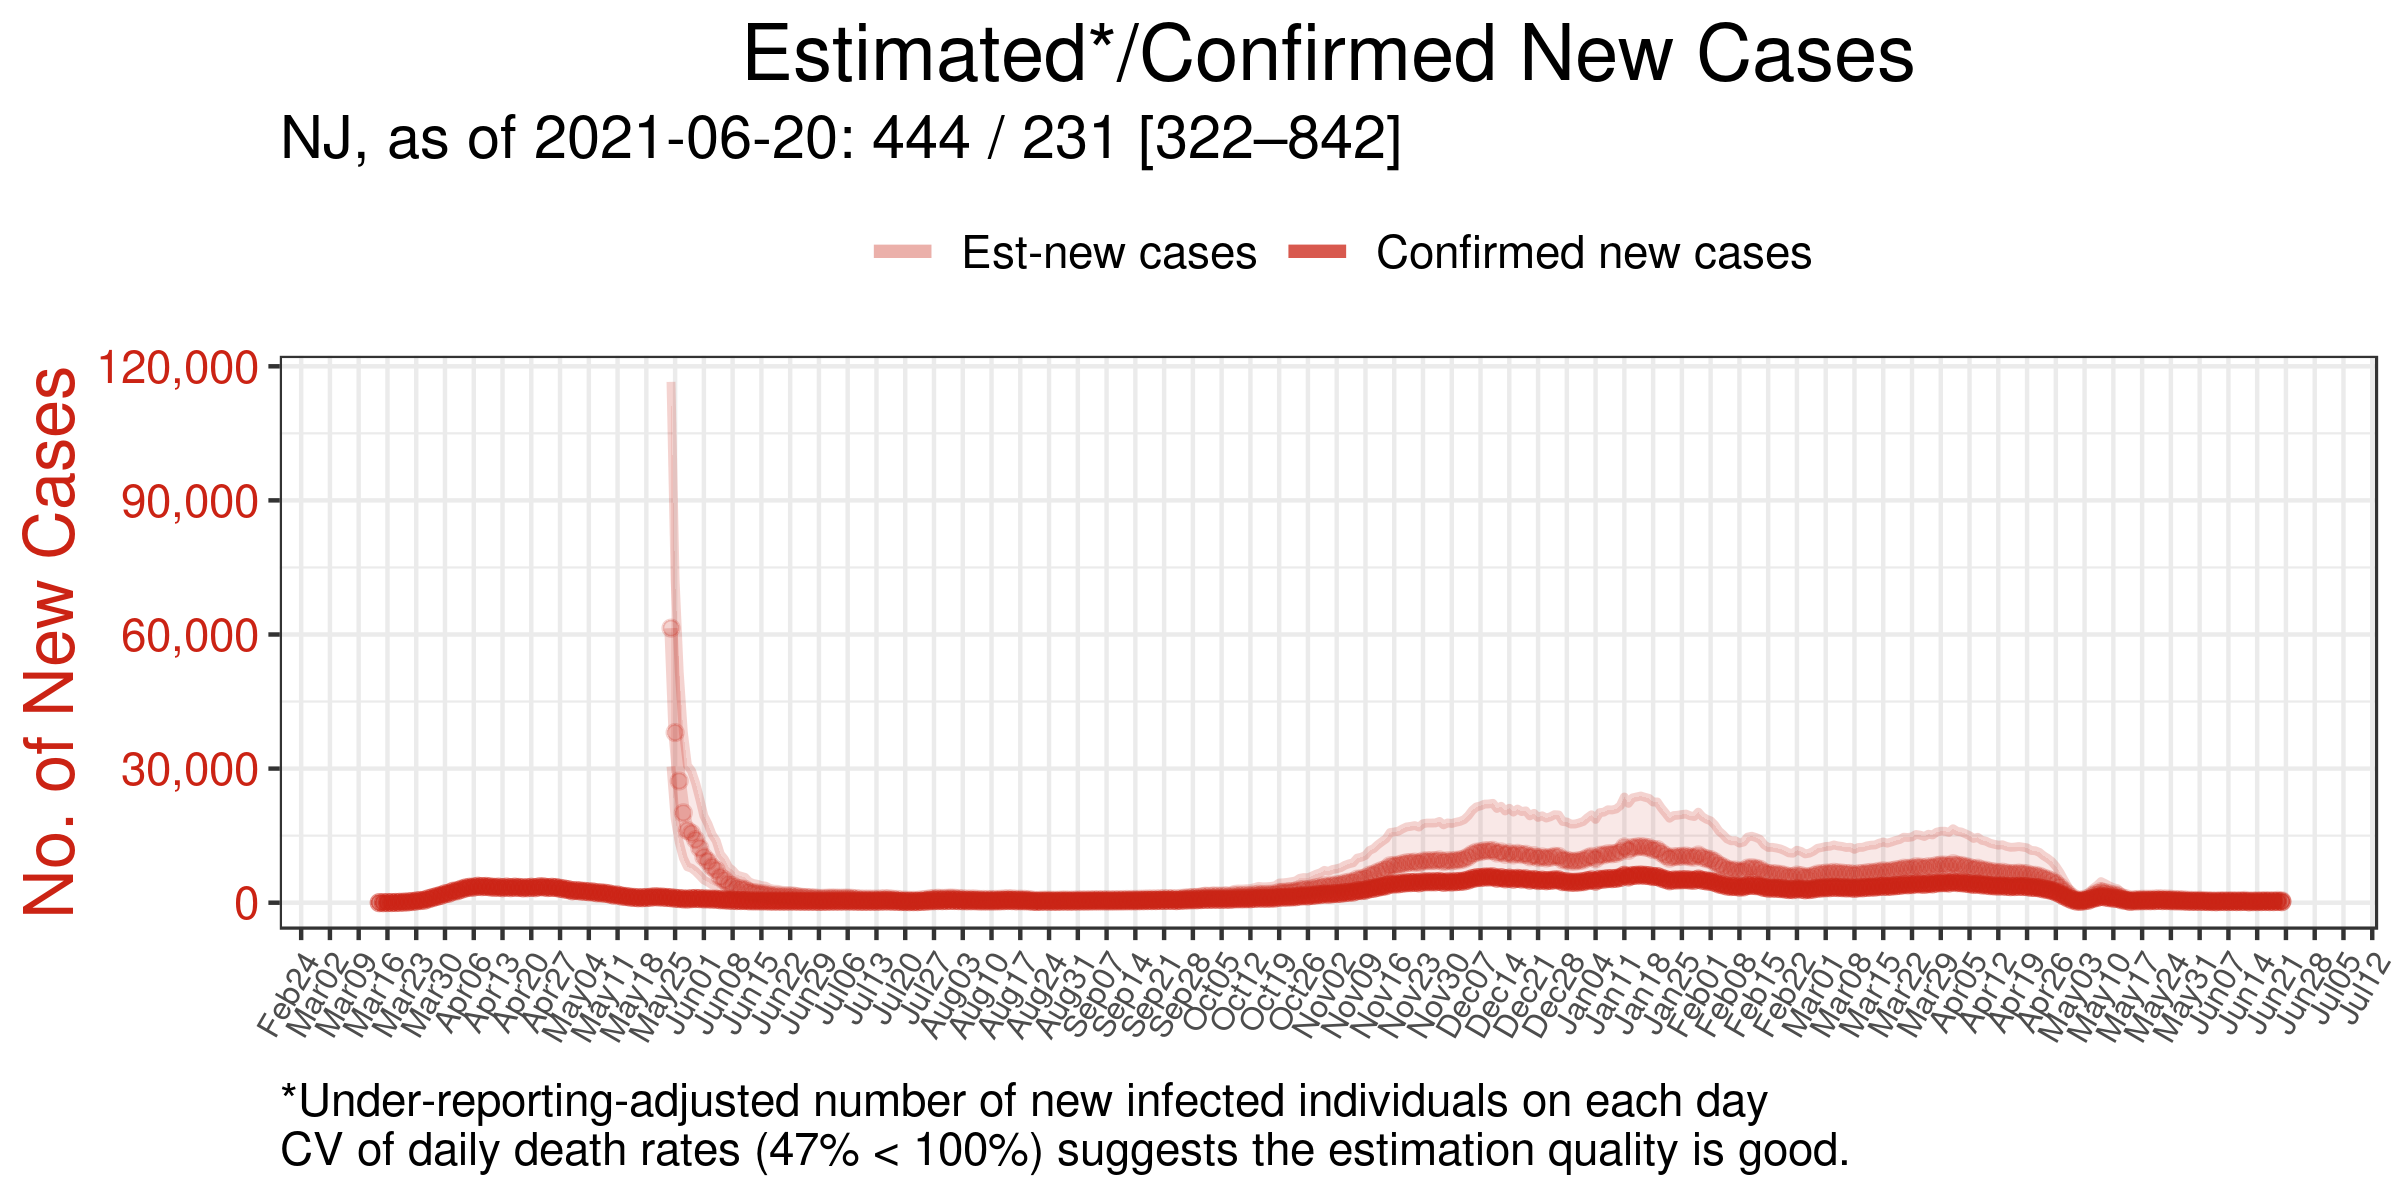 Estimated*/Confirmed New Cases
NJ, as of 2021-06-20: 444 / 231 [322–842]
Est-new cases Confirmed new cases
No. of New Cases
120,000
90,000
60,000
30,000
0
Feb24 Mar02 Mar09 Mar16 Mar23 Mar30 Apr06 Apr13 Apr20 Apr27 May04 May11 May18 May25 Jun01 Jun08 Jun15 Jun22 Jun29 Jul06 Jul13 Jul20 Jul27 Aug03 Aug10 Aug17 Aug24 Aug31 Sep07 Sep14 Sep21 Sep28 Oct05 Oct12 Oct19 Oct26 Nov02 Nov09 Nov16 Nov23 Nov30 Dec07 Dec14 Dec21 Dec28 Jan04 Jan11 Jan18 Jan25 Feb01 Feb08 Feb15 Feb22 Mar01 Mar08 Mar15 Mar22 Mar29 Apr05 Apr12 Apr19 Apr26 May03 May10 May17 May24 May31 Jun07 Jun14 Jun21 Jun28 Jul05 Jul12
*Under-reporting-adjusted number of new infected individuals on each day
CV of daily death rates (47% < 100%) suggests the estimation quality is good.